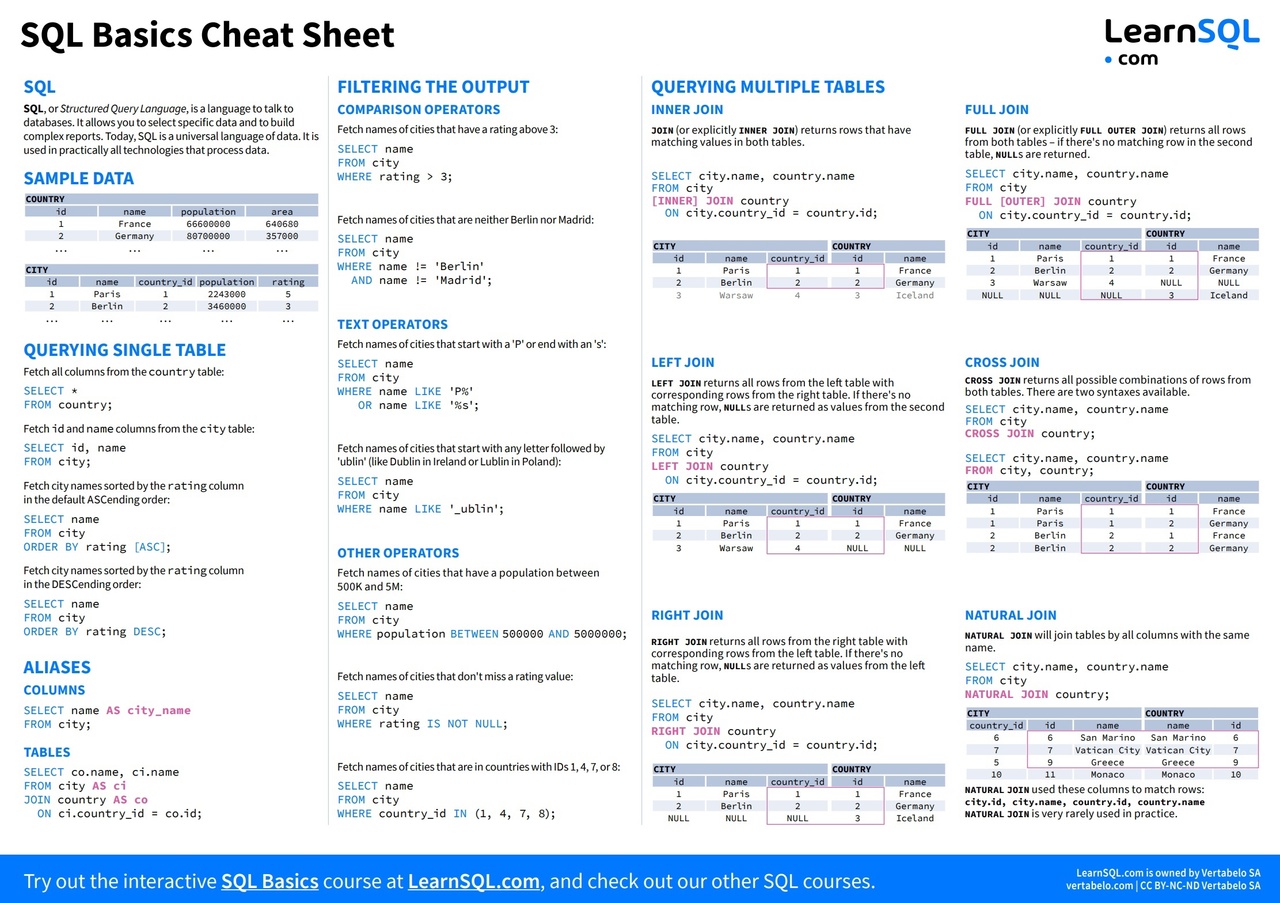 SQL Basics Cheat Sheet
LearnSQL
• com
SQL
SQL, or Structured Query Language, is a language to talk to
databases. It allows you to select specific data and to build
complex reports. Today, SQL is a universal language of data. It is
used in practically all technologies that process data.
SAMPLE DATA
COUNTRY
id name population area
1 France 66600000 640680
2 Germany 80700000 357000
... ... ... ...
CITY
id name country_id population rating
1 Paris 1 2243000 5
2 Berlin 2 3460000 3
... ... ... ... ...
QUERYING SINGLE TABLE
Fetch all columns from the country table:
SELECT *
FROM country;
Fetch id and name columns from the city table:
SELECT id, name
FROM city;
Fetch city names sorted by the rating column
in the default ASCending order:
SELECT name
FROM city
ORDER BY rating [ASC];
Fetch city names sorted by the rating column
in the DESCending order:
SELECT name
FROM city
ORDER BY rating DESC;
ALIASES
COLUMNS
SELECT name AS city_name
FROM city;
TABLES
SELECT co.name, ci.name
FROM city AS ci
JOIN country AS co
ON ci.country_id = co.id;
FILTERING THE OUTPUT
COMPARISON OPERATORS
Fetch names of cities that have a rating above 3:
SELECT name
FROM city
WHERE rating > 3;
Fetch names of cities that are neither Berlin nor Madrid:
SELECT name
FROM city
WHERE name != 'Berlin'
AND name != 'Madrid';
TEXT OPERATORS
Fetch names of cities that start with a 'P' or end with an 's':
SELECT name
FROM city
WHERE name LIKE 'P%'
OR name LIKE '%s';
Fetch names of cities that start with any letter followed by
'ublin' (like Dublin in Ireland or Lublin in Poland):
SELECT name
FROM city
WHERE name LIKE '_ublin';
OTHER OPERATORS
Fetch names of cities that have a population between
500K and 5M:
SELECT name
FROM city
WHERE population BETWEEN 500000 AND 5000000;
Fetch names of cities that don't miss a rating value:
SELECT name
FROM city
WHERE rating IS NOT NULL;
Fetch names of cities that are in countries with IDs 1, 4, 7, or 8:
SELECT name
FROM city
WHERE country_id IN (1, 4, 7, 8);
QUERYING MULTIPLE TABLES
INNER JOIN
JOIN (or explicitly INNER JOIN) returns rows that have
matching values in both tables.
SELECT city.name, country.name
FROM city
[INNER] JOIN country
ON city.country_id = country.id;
CITY COUNTRY
id name country_id id name
1 Paris 1 1 France
2 Berlin 2 2 Germany
3 Warsaw 4 3 Iceland
LEFT JOIN
LEFT JOIN returns all rows from the left table with
corresponding rows from the right table. If there's no
matching row, NULLs are returned as values from the second
table.
SELECT city.name, country.name
FROM city
LEFT JOIN country
ON city.country_id = country.id;
CITY COUNTRY
id name country_id id name
1 Paris 1 1 France
2 Berlin 2 2 Germany
3 Warsaw 4 NULL NULL
RIGHT JOIN
RIGHT JOIN returns all rows from the right table with
corresponding rows from the left table. If there's no
matching row, NULLs are returned as values from the left
table.
SELECT city.name, country.name
FROM city
RIGHT JOIN country
ON city.country_id = country.id;
CITY COUNTRY
id name country_id id name
1 Paris 1 1 France
2 Berlin 2 2 Germany
NULL NULL NULL 3 Iceland
FULL JOIN
FULL JOIN (or explicitly FULL OUTER JOIN) returns all rows
from both tables – if there's no matching row in the second
table, NULLs are returned.
SELECT city.name, country.name
FROM city
FULL [OUTER] JOIN country
ON city.country_id = country.id;
CITY COUNTRY
id name country_id id name
1 Paris 1 1 France
2 Berlin 2 2 Germany
3 Warsaw 4 NULL NULL
NULL NULL NULL 3 Iceland
CROSS JOIN
CROSS JOIN returns all possible combinations of rows from
both tables. There are two syntaxes available.
SELECT city.name, country.name
FROM city
CROSS JOIN country;
SELECT city.name, country.name
FROM city, country;
CITY COUNTRY
id name country_id id name
1 Paris 1 1 France
1 Paris 1 2 Germany
2 Berlin 2 1 France
2 Berlin 2 2 Germany
NATURAL JOIN
NATURAL JOIN will join tables by all columns with the same
name.
SELECT city.name, country.name
FROM city
NATURAL JOIN country;
CITY COUNTRY
country_id id name name id
6 6 San Marino San Marino 6
7 7 Vatican City Vatican City 7
5 9 Greece Greece 9
10 11 Monaco Monaco 10
NATURAL JOIN used these columns to match rows:
city.id, city.name, country.id, country.name
NATURAL JOIN is very rarely used in practice.
Try out the interactive SQL Basics course at LearnSQL.com, and check out our other SQL courses.
LearnSQL.com is owned by Vertabelo SA
vertabelo.com | CC BY-NC-ND Vertabelo SA